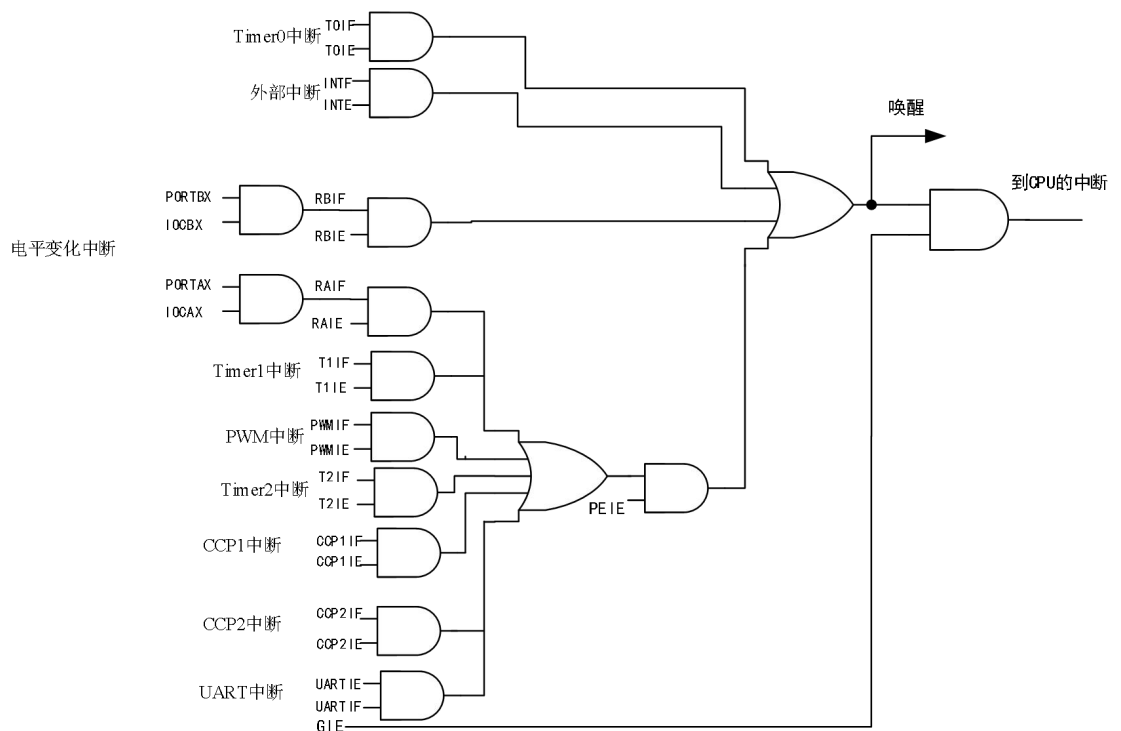 T0IF
Timer0中断
T0IE
INTF
外部中断
INTE
唤醒
到CPU的中断
PORTBX
RBIF
IOCBX
RBIE
电平变化中断
PORTAX
RAIF
IOCAX
RAIE
T1IF
Timer1中断
T1IE
PWMIF
PWM中断
PWMIE
T2IF
Timer2中断
T2IE
PEIE
CCP1IF
CCP1中断
CCP1IE
CCP2IF
CCP2中断
CCP2IE
UARTIE
UART中断
UARTIF
GIE